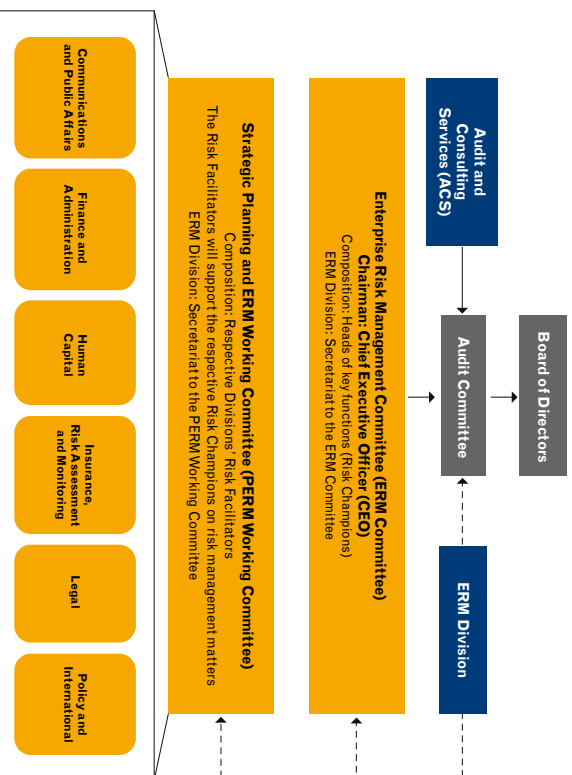 Board of Directors
Audit and
Consulting
Services (ACS)
Audit Committee
ERM Division
Enterprise Risk Management Committee (ERM Committee)
Chairman: Chief Executive Officer (CEO)
Composition: Heads of key functions (Risk Champions)
ERM Division: Secretariat to the ERM Committee
Strategic Planning and ERM Working Committee (PERM Working Committee)
Composition: Respective Divisions' Risk Facilitators
The Risk Facilitators will support the respective Risk Champions on risk management matters
ERM Division: Secretariat to the PERM Working Committee
Communications
and Public Affairs
Finance and
Administration
Human
Capital
Insurance,
Risk Assessment
and Monitoring
Legal
Policy and
International